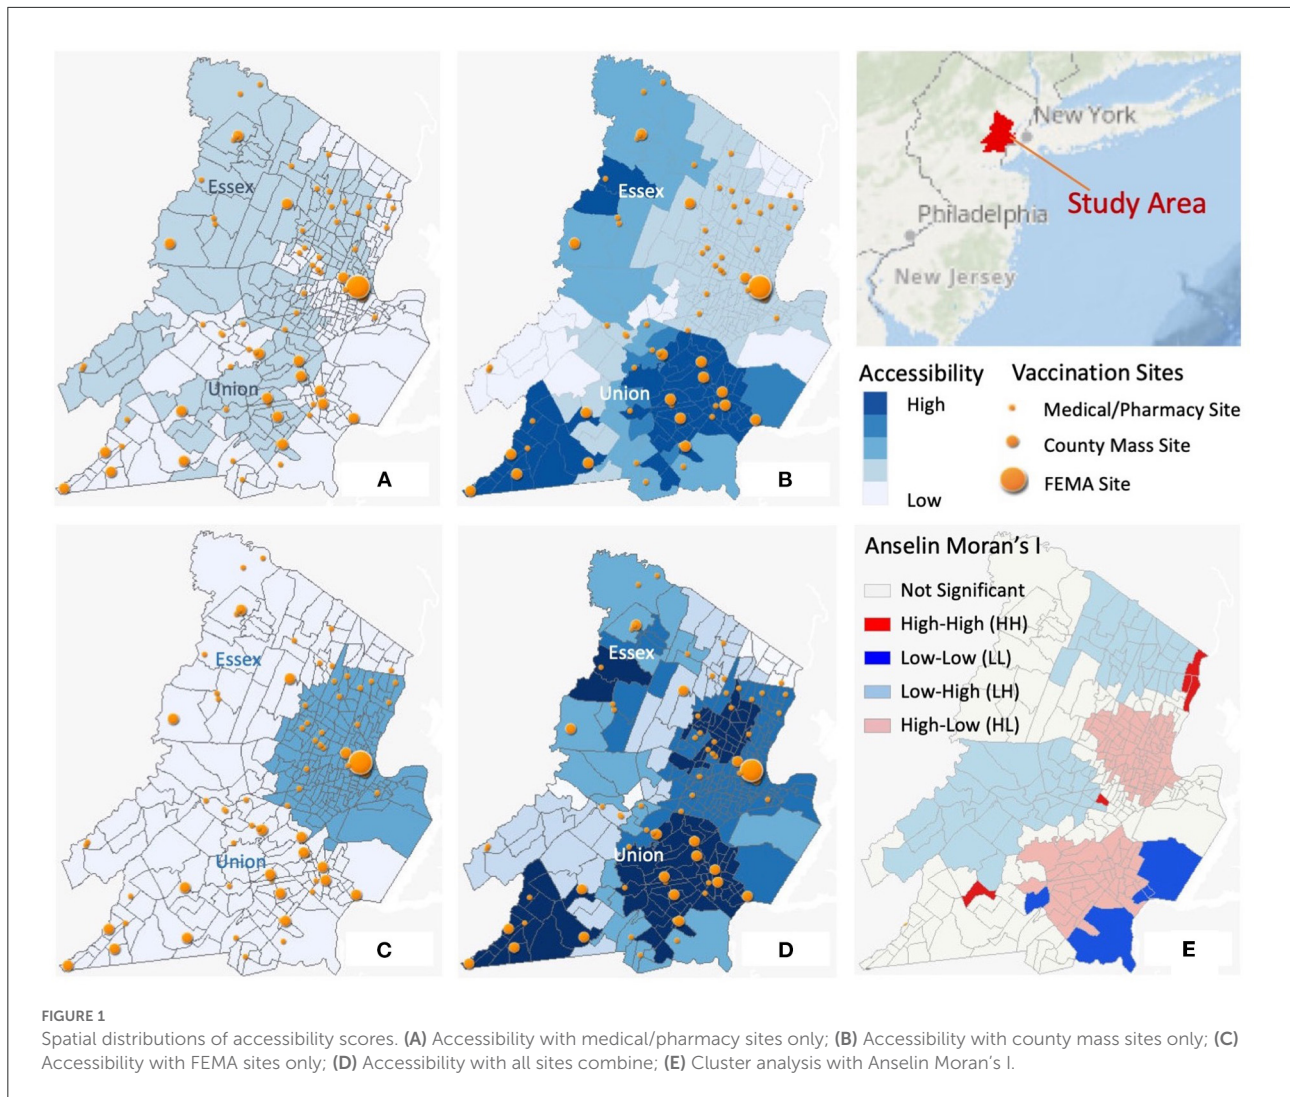 Essex
Union
A
Essex
Union
B
New York
Study Area
Philadelphia
New Jersey
Accessibility
High
Low
Vaccination Sites
Medical/Pharmacy Site
County Mass Site
FEMA Site
Essex
Union
C
Essex
Union
D
Anselin Moran's I
Not Significant
High-High (HH)
Low-Low (LL)
Low-High (LH)
High-Low (HL)
E
FIGURE 1
Spatial distributions of accessibility scores. (A) Accessibility with medical/pharmacy sites only; (B) Accessibility with county mass sites only; (C)
Accessibility with FEMA sites only; (D) Accessibility with all sites combine; (E) Cluster analysis with Anselin Moran's I.